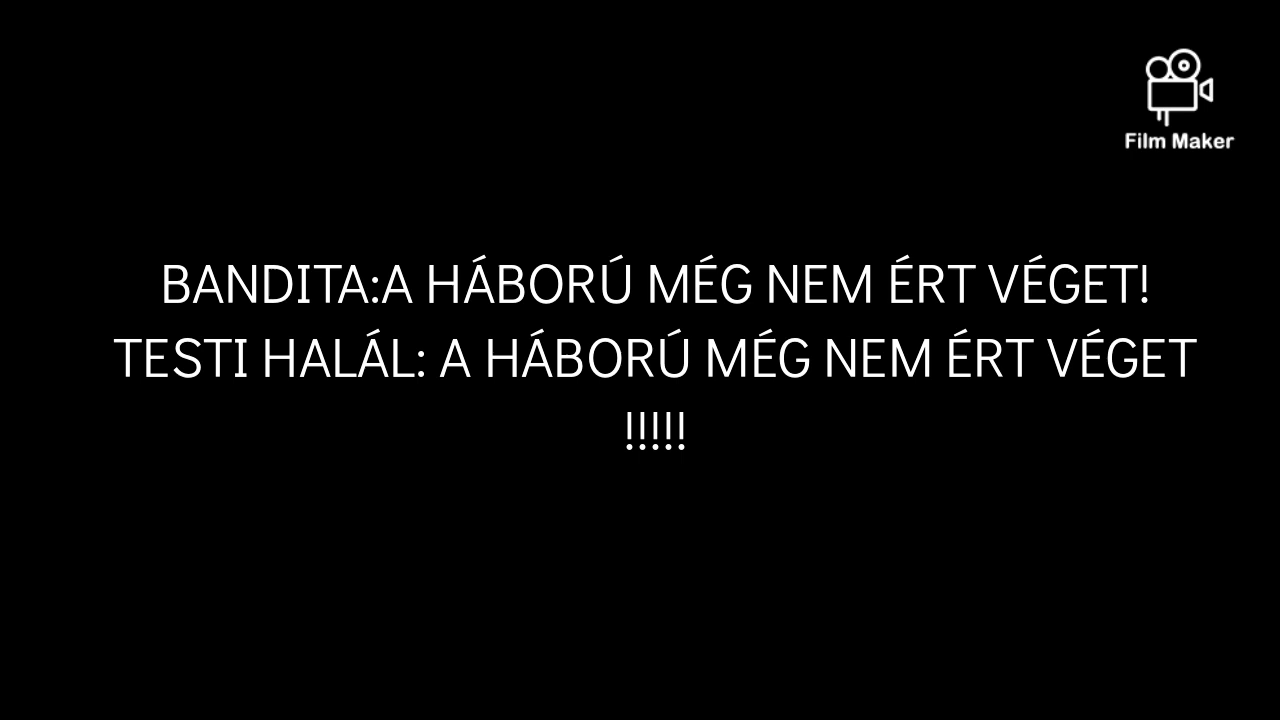 Film Maker
BANDITA:A HÁBORÚ MÉG NEM ÉRT VÉGET!
TESTI HALÁL: A HÁBORÚ MÉG NEM ÉRT VÉGET
!!!!!